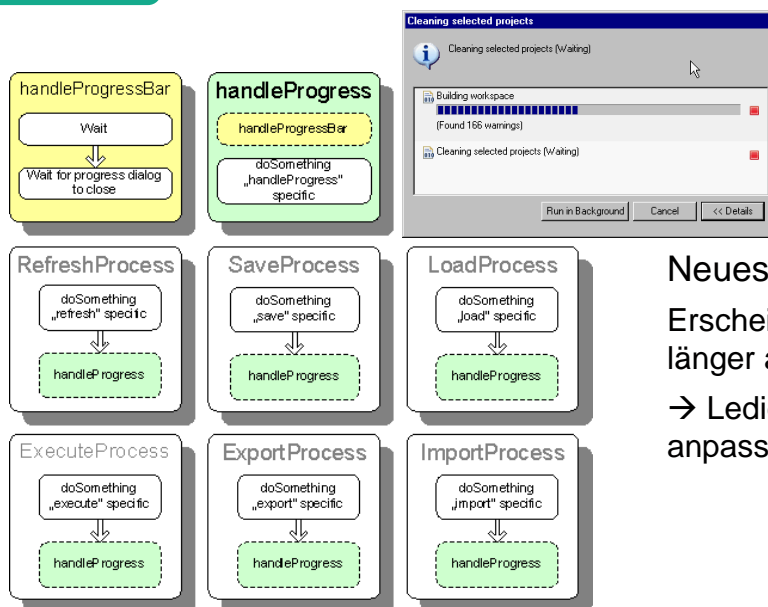 handleProgressBar
Wait
Wait for progress dialog
to close
handleProgress
handleProgressBar
doSomething
„handleProgress"
specific
Cleaning selected projects
Cleaning selected projects (Waiting)
Building workspace
(Found 166 warnings)
Cleaning selected projects (Waiting)
Run in Background
Cancel
<< Details
RefreshProcess
doSomething
„refresh" specific
handleProgress
SaveProcess
doSomething
„save" specific
handleProgress
LoadProcess
doSomething
„load" specific
handleProgress
Neues
länger
→
ExecuteProcess
doSomething
„execute" specific
handleProgress
ExportProcess
doSomething
„export" specific
handleProgress
ImportProcess
doSomething
„import" specific
handleProgress